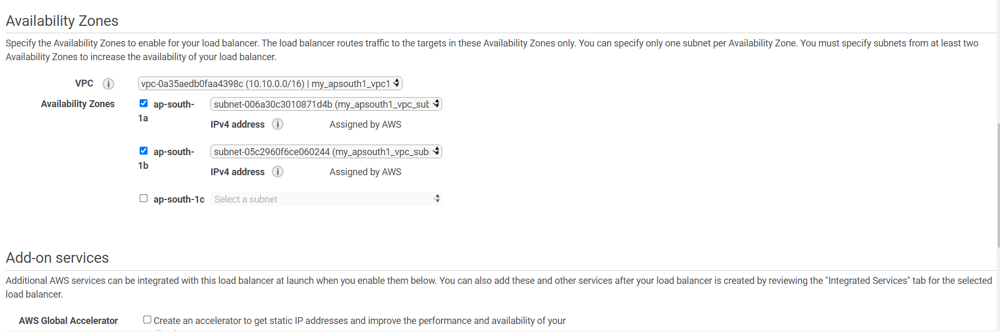 Availability Zones
Specify the Availability Zones to enable for your load balancer. The load balancer routes traffic to the targets in these Availability Zones only. You can specify only one subnet per Availability Zone. You must specify subnets from at least two
Availability Zones to increase the availability of your load balancer.
VPC i vpc-0a35aedb0faa4398c (10.10.0.0/16) | my_apsouth1_vpc1
Availability Zones ap-south- subnet-006a30c3010871d4b (my_apsouth1_vpc_sub
1a
IPv4 address i Assigned by AWS
ap-south- subnet-05c2960f6ce060244 (my_apsouth1_vpc_sub
1b
IPv4 address i Assigned by AWS
ap-south-1c Select a subnet
Add-on services
Additional AWS services can be integrated with this load balancer at launch when you enable them below. You can also add these and other services after your load balancer is created by reviewing the "Integrated Services" tab for the selected
load balancer.
AWS Global Accelerator Create an accelerator to get static IP addresses and improve the performance and availability of your